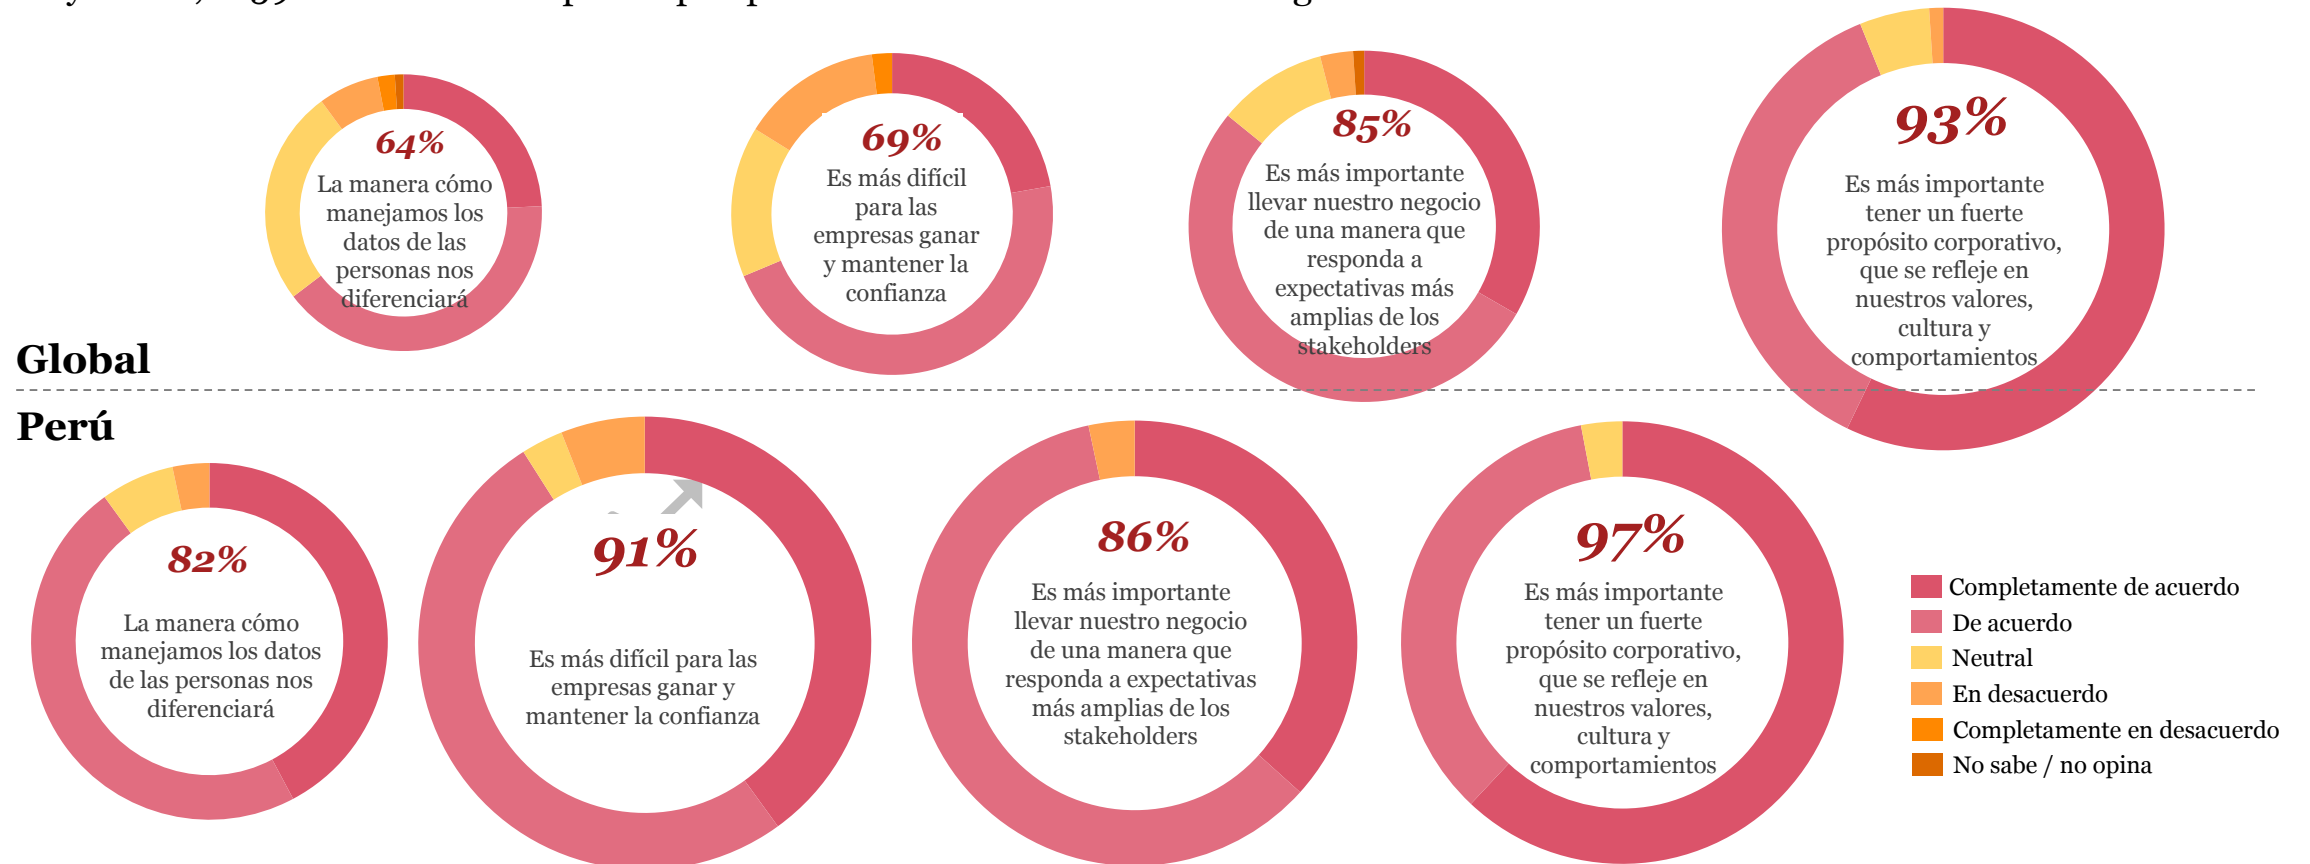 64%
La manera cómo
manejamos los
datos de las
personas nos
diferenciará
69%
Es más difícil
para las
empresas ganar
y mantener la
confianza
85%
Es más importante
llevar nuestro negocio
de una manera que
responda a
expectativas más
amplias de los
stakeholders
93%
Es más importante
tener un fuerte
propósito corporativo,
que se refleje en
nuestros valores,
cultura y
comportamientos
Global
Perú
82%
La manera cómo
manejamos los datos
de las personas nos
diferenciará
91%
Es más difícil para las
empresas ganar y
mantener la confianza
86%
Es más importante
llevar nuestro negocio
de una manera que
responda a expectativas
más amplias de los
stakeholders
97%
Es más importante
tener un fuerte
propósito corporativo,
que se refleje en
nuestros valores,
cultura y
comportamientos
Completamente de acuerdo
De acuerdo
Neutral
En desacuerdo
Completamente en desacuerdo
No sabe / no opina